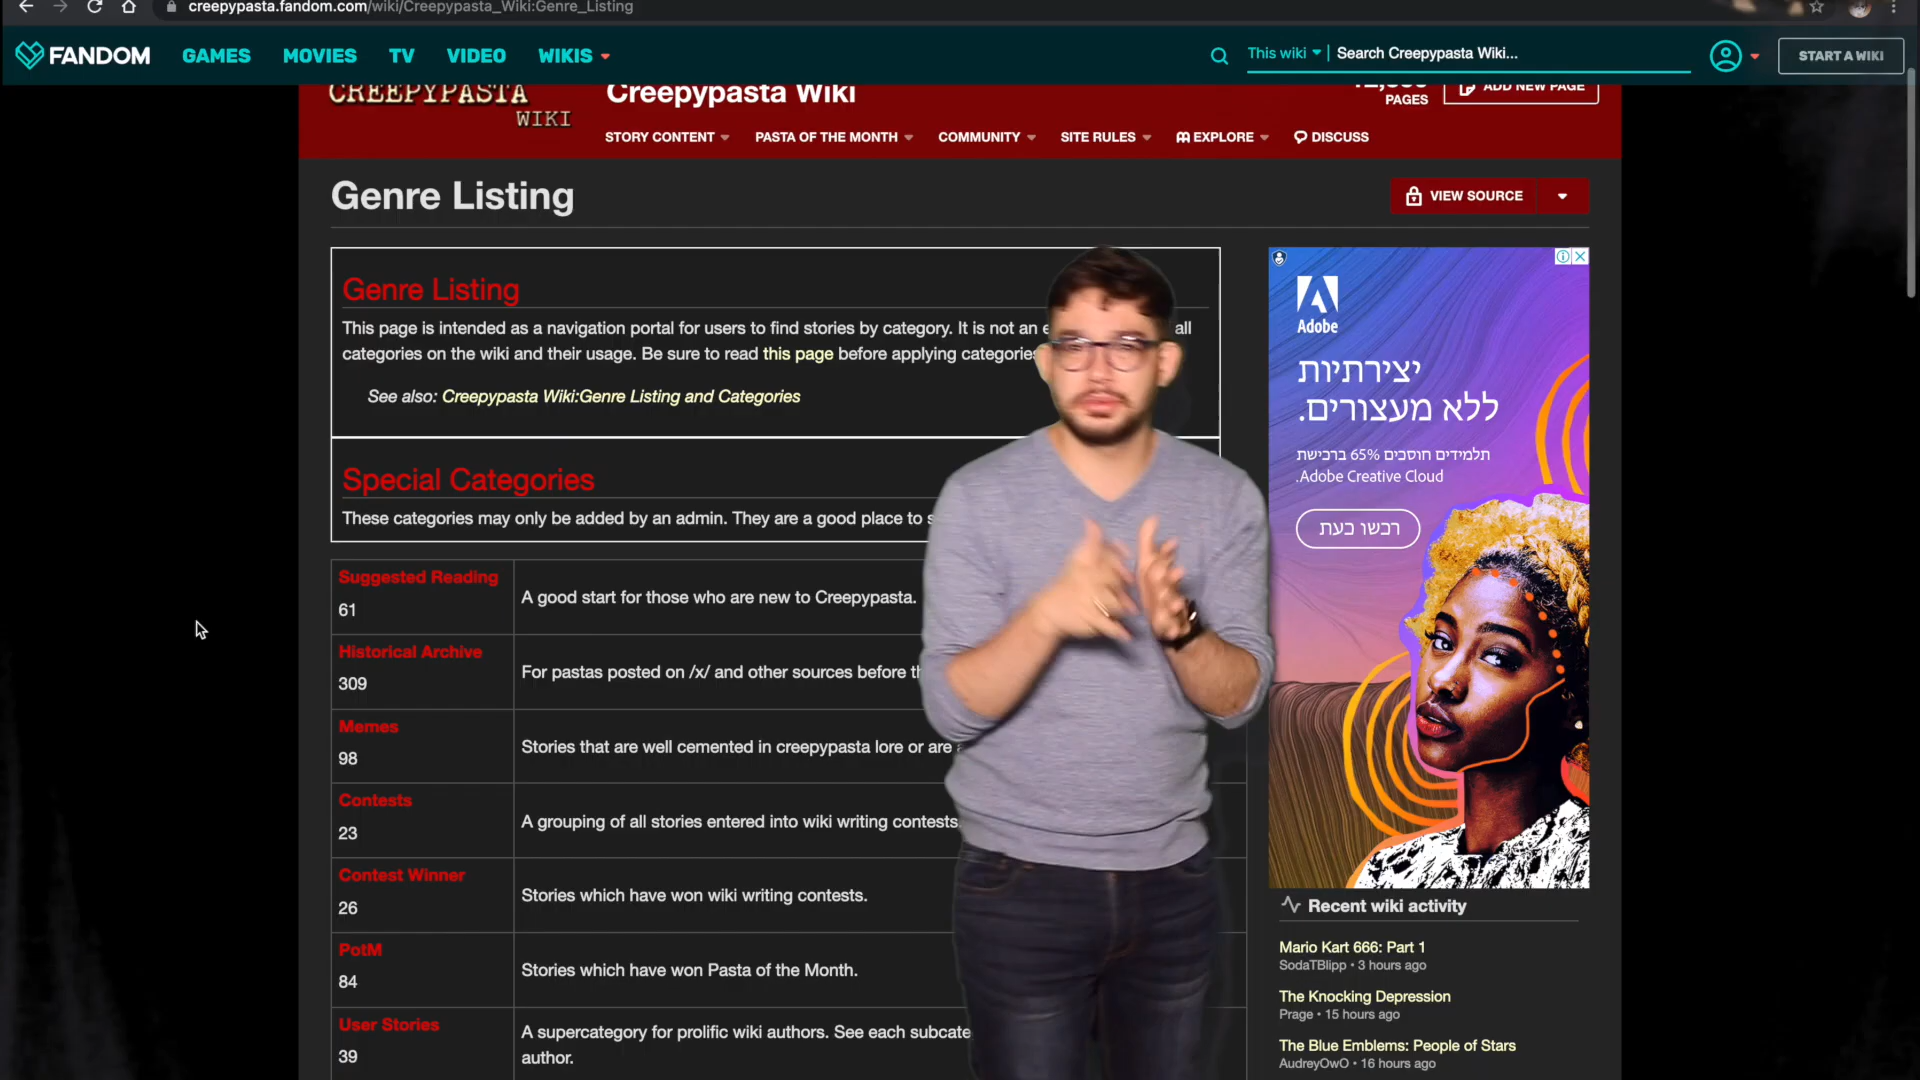 creepypasta.fandom.com/wiki/Creepypasta_Wiki:Genre_Listing
FANDOM GAMES MOVIES TV VIDEO WIKIS This wiki Search Creepypasta Wiki... START A WIKI
CREEPYPASTA
WIKI
Creepypasta Wiki
PAGES
ADD NEW PAGE
STORY CONTENT PASTA OF THE MONTH COMMUNITY SITE RULES EXPLORE DISCUSS
Genre Listing
VIEW SOURCE
Genre Listing
This page is intended as a navigation portal for users to find stories by category. It is not an all
categories on the wiki and their usage. Be sure to read this page before applying categories
See also: Creepypasta Wiki:Genre Listing and Categories
Special Categories
These categories may only be added by an admin. They are a good place to
Suggested Reading
61
A good start for those who are new to Creepypasta.
Historical Archive
309
For pastas posted on /x/ and other sources before
Memes
98
Stories that are well cemented in creepypasta lore or are
Contests
23
A grouping of all stories entered into wiki writing contests.
Contest Winner
26
Stories which have won wiki writing contests.
PotM
84
Stories which have won Pasta of the Month.
User Stories
39
A supercategory for prolific wiki authors. See each subcate
author.
Adobe
יצירתיות
ללא מעצורים.
תלמידים חוסכים 65% ברכישת
Adobe Creative Cloud.
רכשו כעת
Recent wiki activity
Mario Kart 666: Part 1
SodaTBlipp • 3 hours ago
The Knocking Depression
Prage • 15 hours ago
The Blue Emblems: People of Stars
AudreyOwO • 16 hours ago